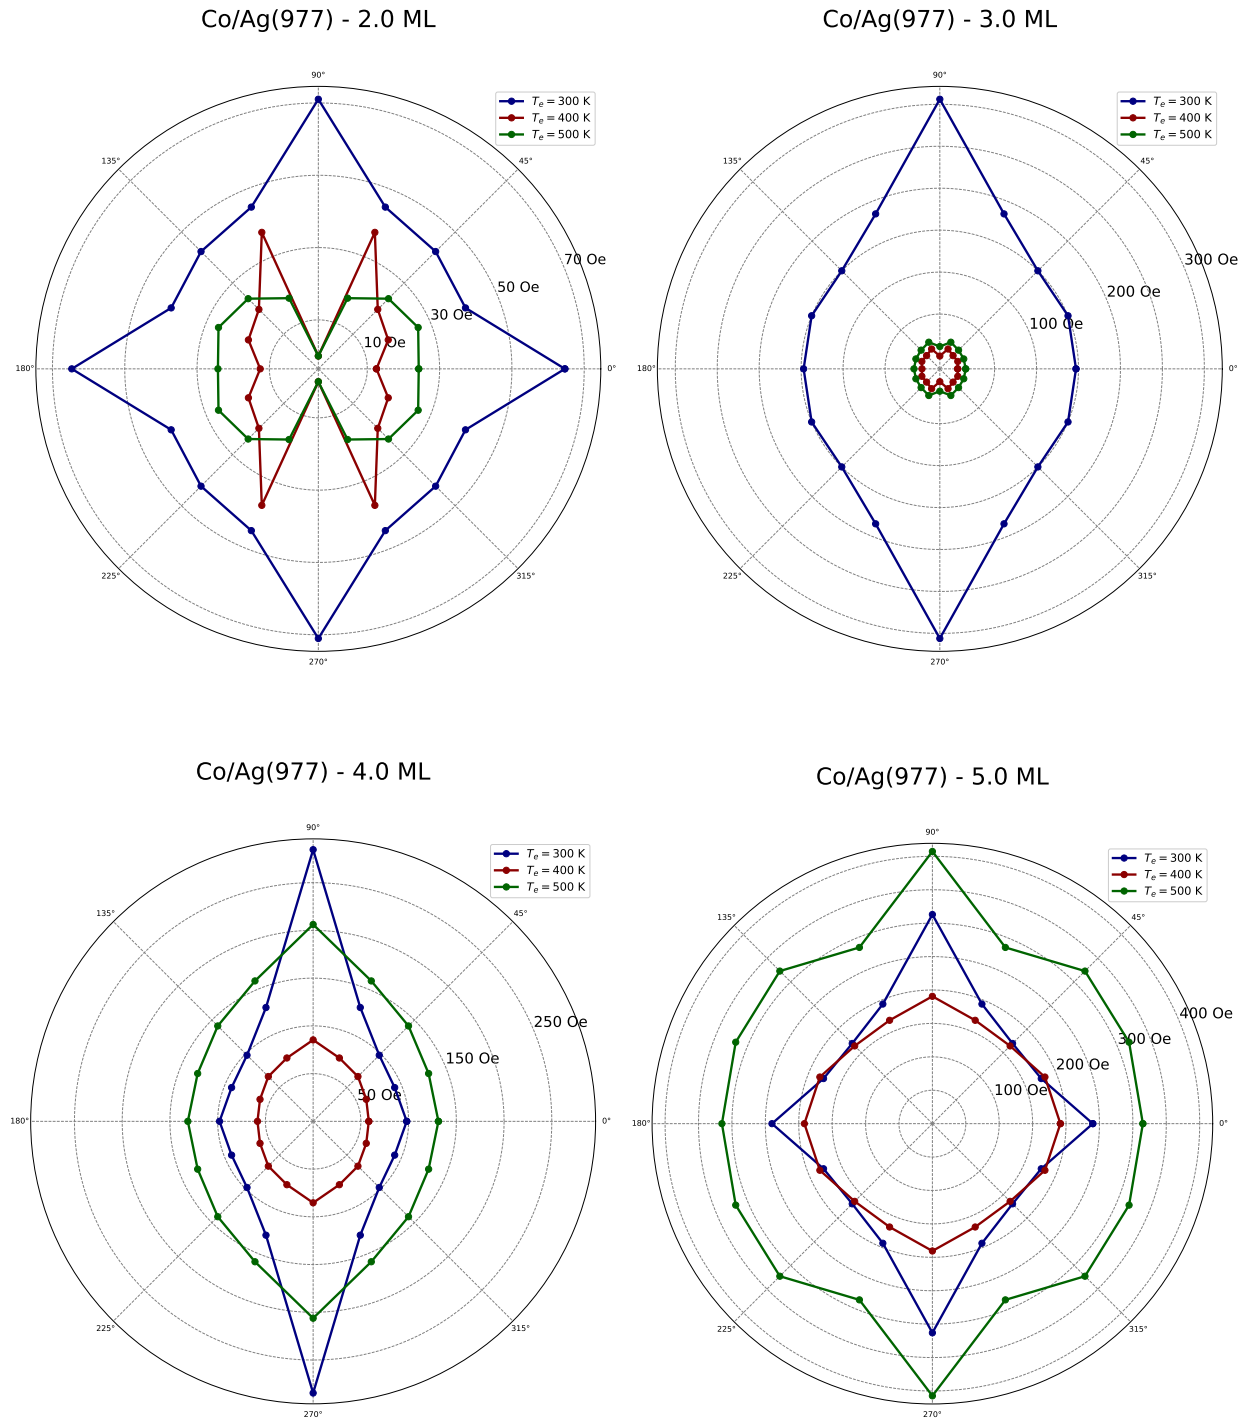 Co/Ag(977) - 2.0 ML
90°
T_e = 300 K
T_e = 400 K
T_e = 500 K
135°
45°
70 Oe
50 Oe
30 Oe
10 Oe
180°
0°
225°
315°
270°
Co/Ag(977) - 3.0 ML
90°
T_e = 300 K
T_e = 400 K
T_e = 500 K
135°
45°
300 Oe
200 Oe
100 Oe
180°
0°
225°
315°
270°
Co/Ag(977) - 4.0 ML
90°
T_e = 300 K
T_e = 400 K
T_e = 500 K
135°
45°
250 Oe
150 Oe
50 Oe
180°
0°
225°
315°
270°
Co/Ag(977) - 5.0 ML
90°
T_e = 300 K
T_e = 400 K
T_e = 500 K
135°
45°
400 Oe
300 Oe
200 Oe
100 Oe
180°
0°
225°
315°
270°